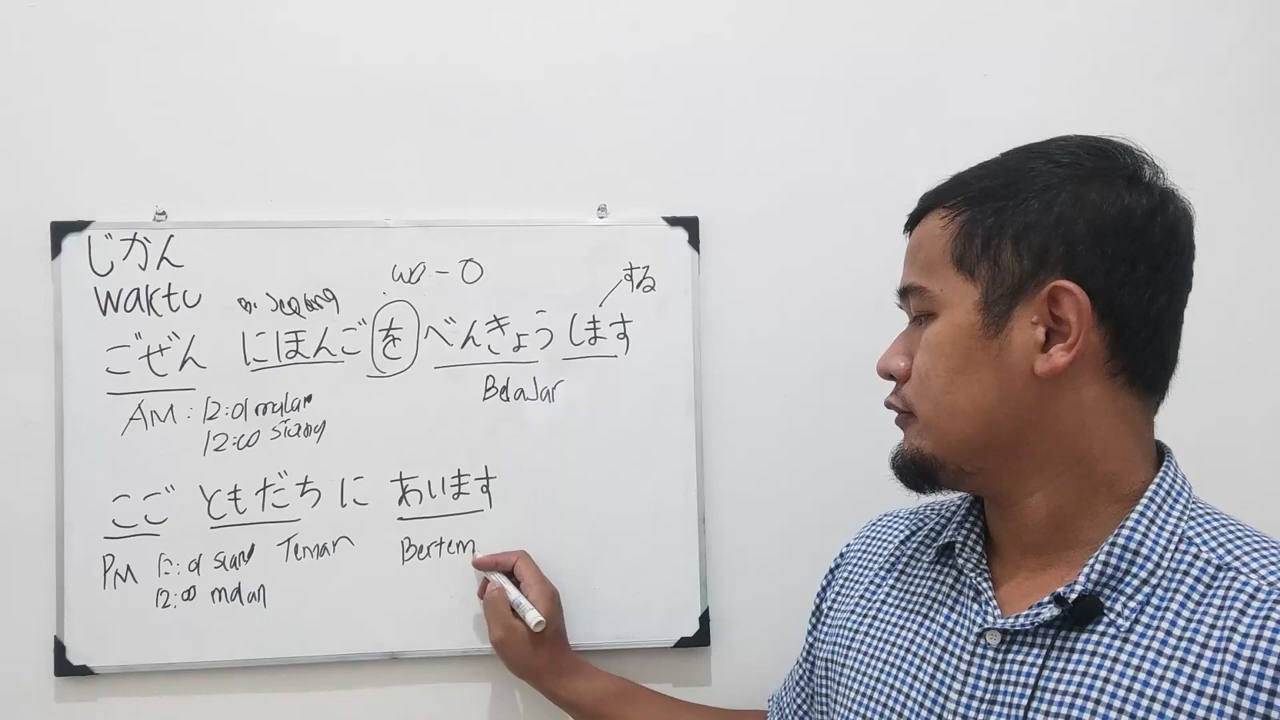 じかん
waktu
wo - O
する
B. Jepang
ごぜん にほんごをべんきょうします
AM : 12:01 malam
12:00 siang
Belajar
ごご ともだちに あいます
PM 12:01 siang
12:00 malam
Teman
Bertem